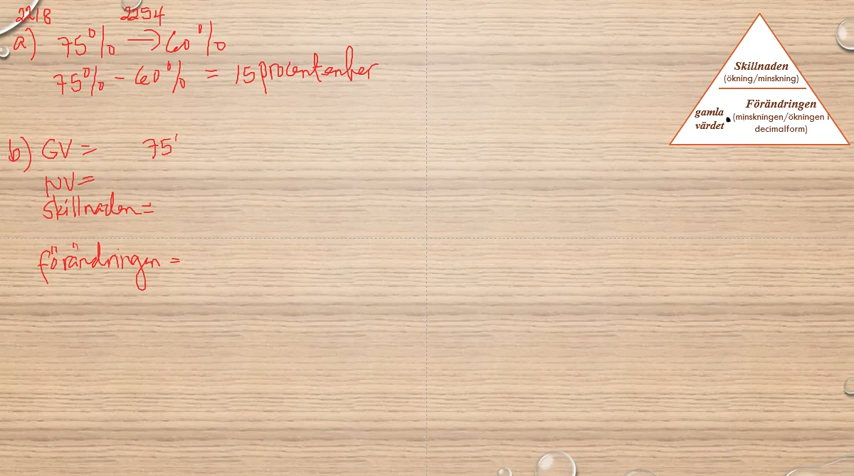 2218 2254
a) 75% → 60%
75% - 60% = 15 procentenher
b) GV = 75
NV =
Skillnaden =
förändringen =
Skillnaden
(ökning/minskning)
gamla
värdet
Förändringen
(minskningen/ökningen i
decimalform)